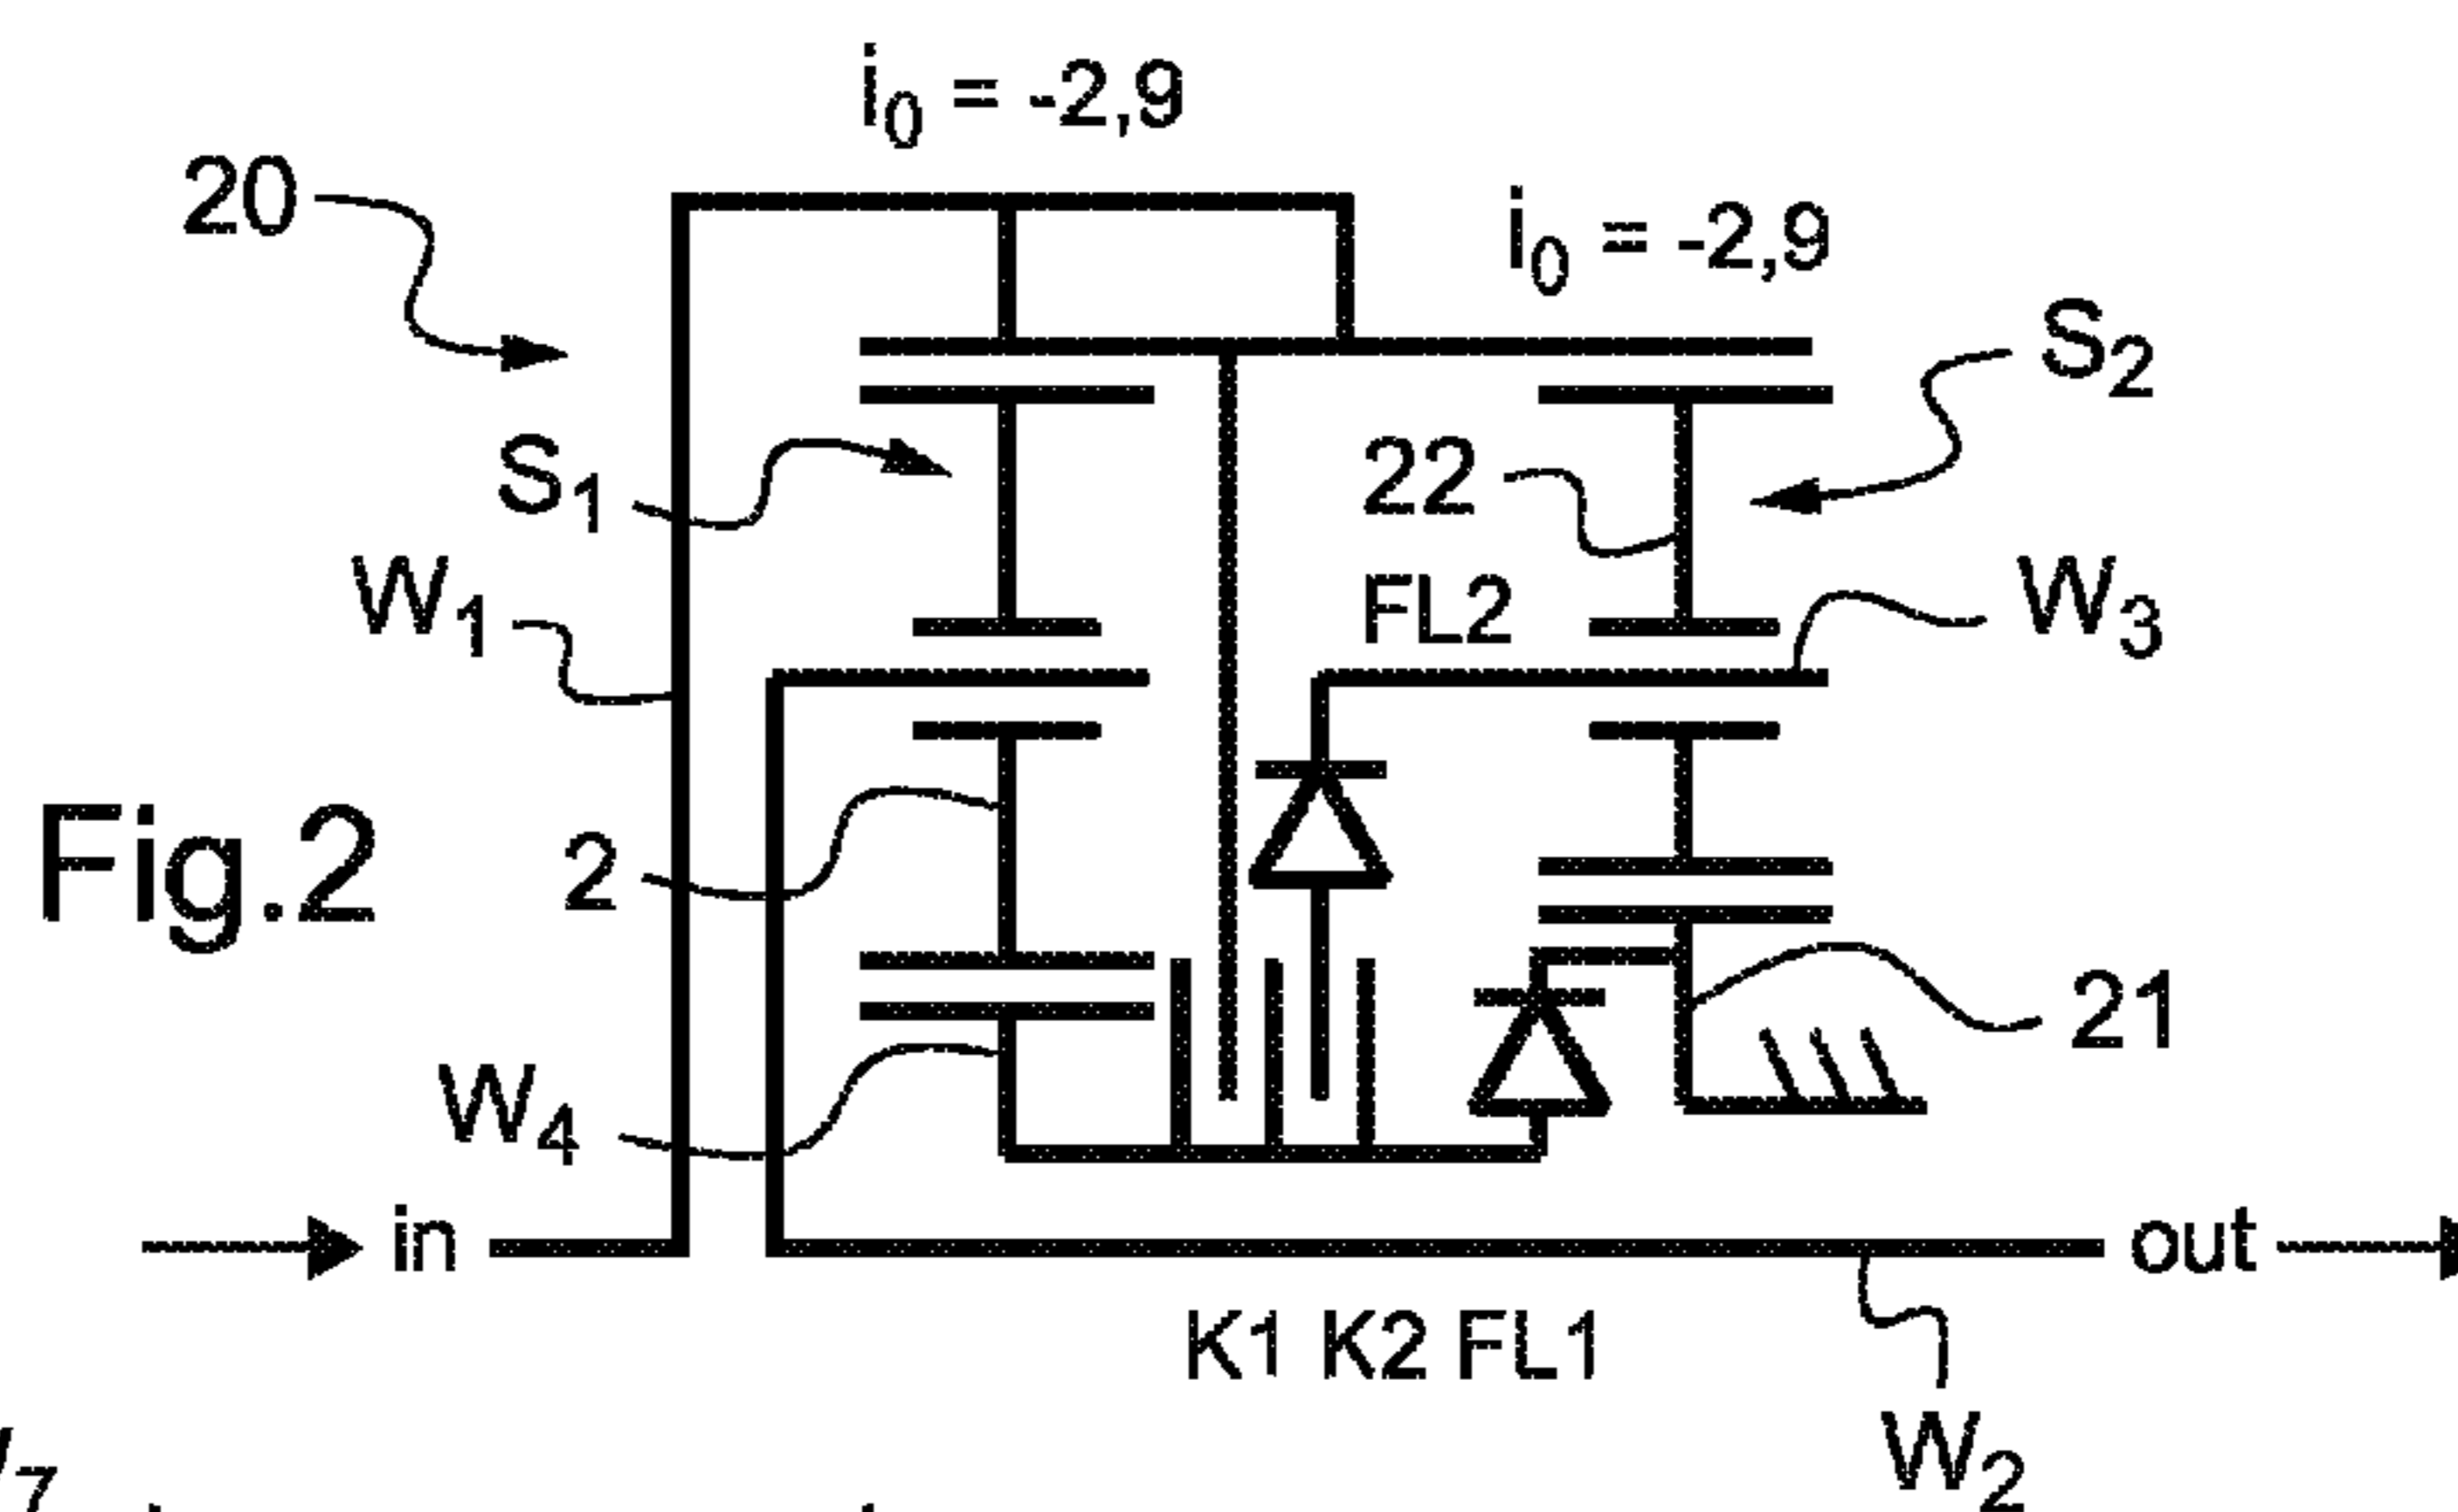 i0 = -2,9
20
i0 = -2,9
S2
S1
22
FL2
W1
W3
Fig.2
2
21
W4
in
out
K1 K2 FL1
W2